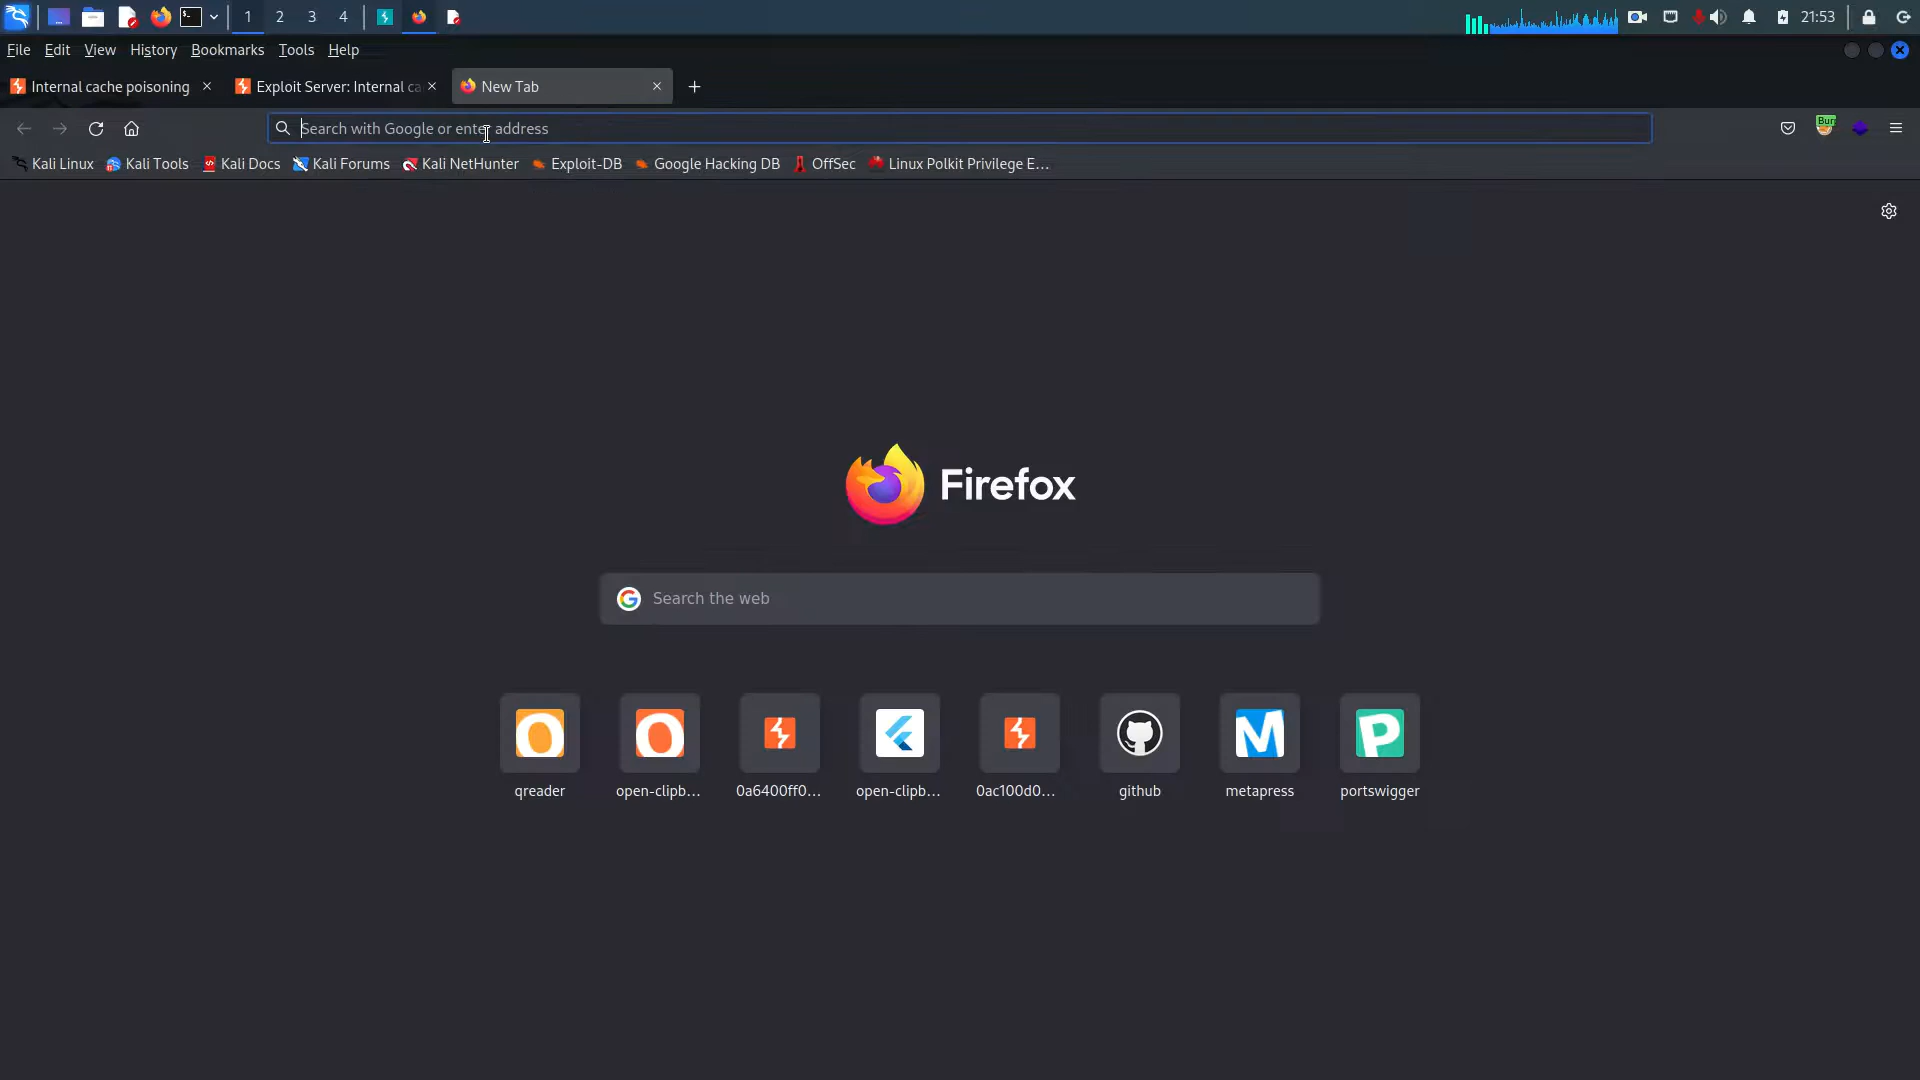 1 2 3 4 21:53
File Edit View History Bookmarks Tools Help
Internal cache poisoning Exploit Server: Internal ca New Tab
Search with Google or enter address
Kali Linux Kali Tools Kali Docs Kali Forums Kali NetHunter Exploit-DB Google Hacking DB OffSec Linux Polkit Privilege E…
Firefox
Search the web
qreader open-clipb… 0a6400ff0… open-clipb… 0ac100d0… github metapress portswigger